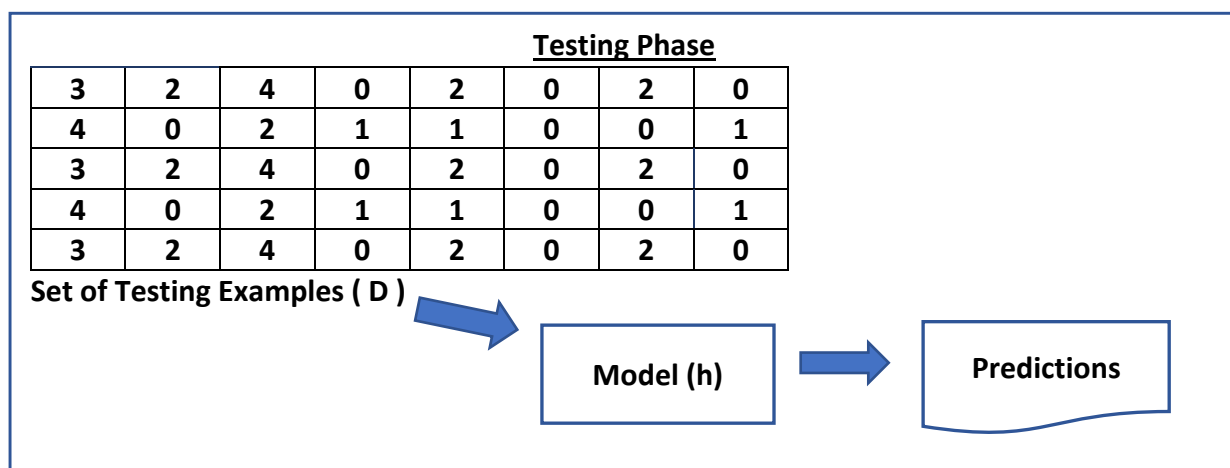 Testing Phase
3 2 4 0 2 0 2 0
4 0 2 1 1 0 0 1
3 2 4 0 2 0 2 0
4 0 2 1 1 0 0 1
3 2 4 0 2 0 2 0
Set of Testing Examples ( D )
Model (h)
Predictions